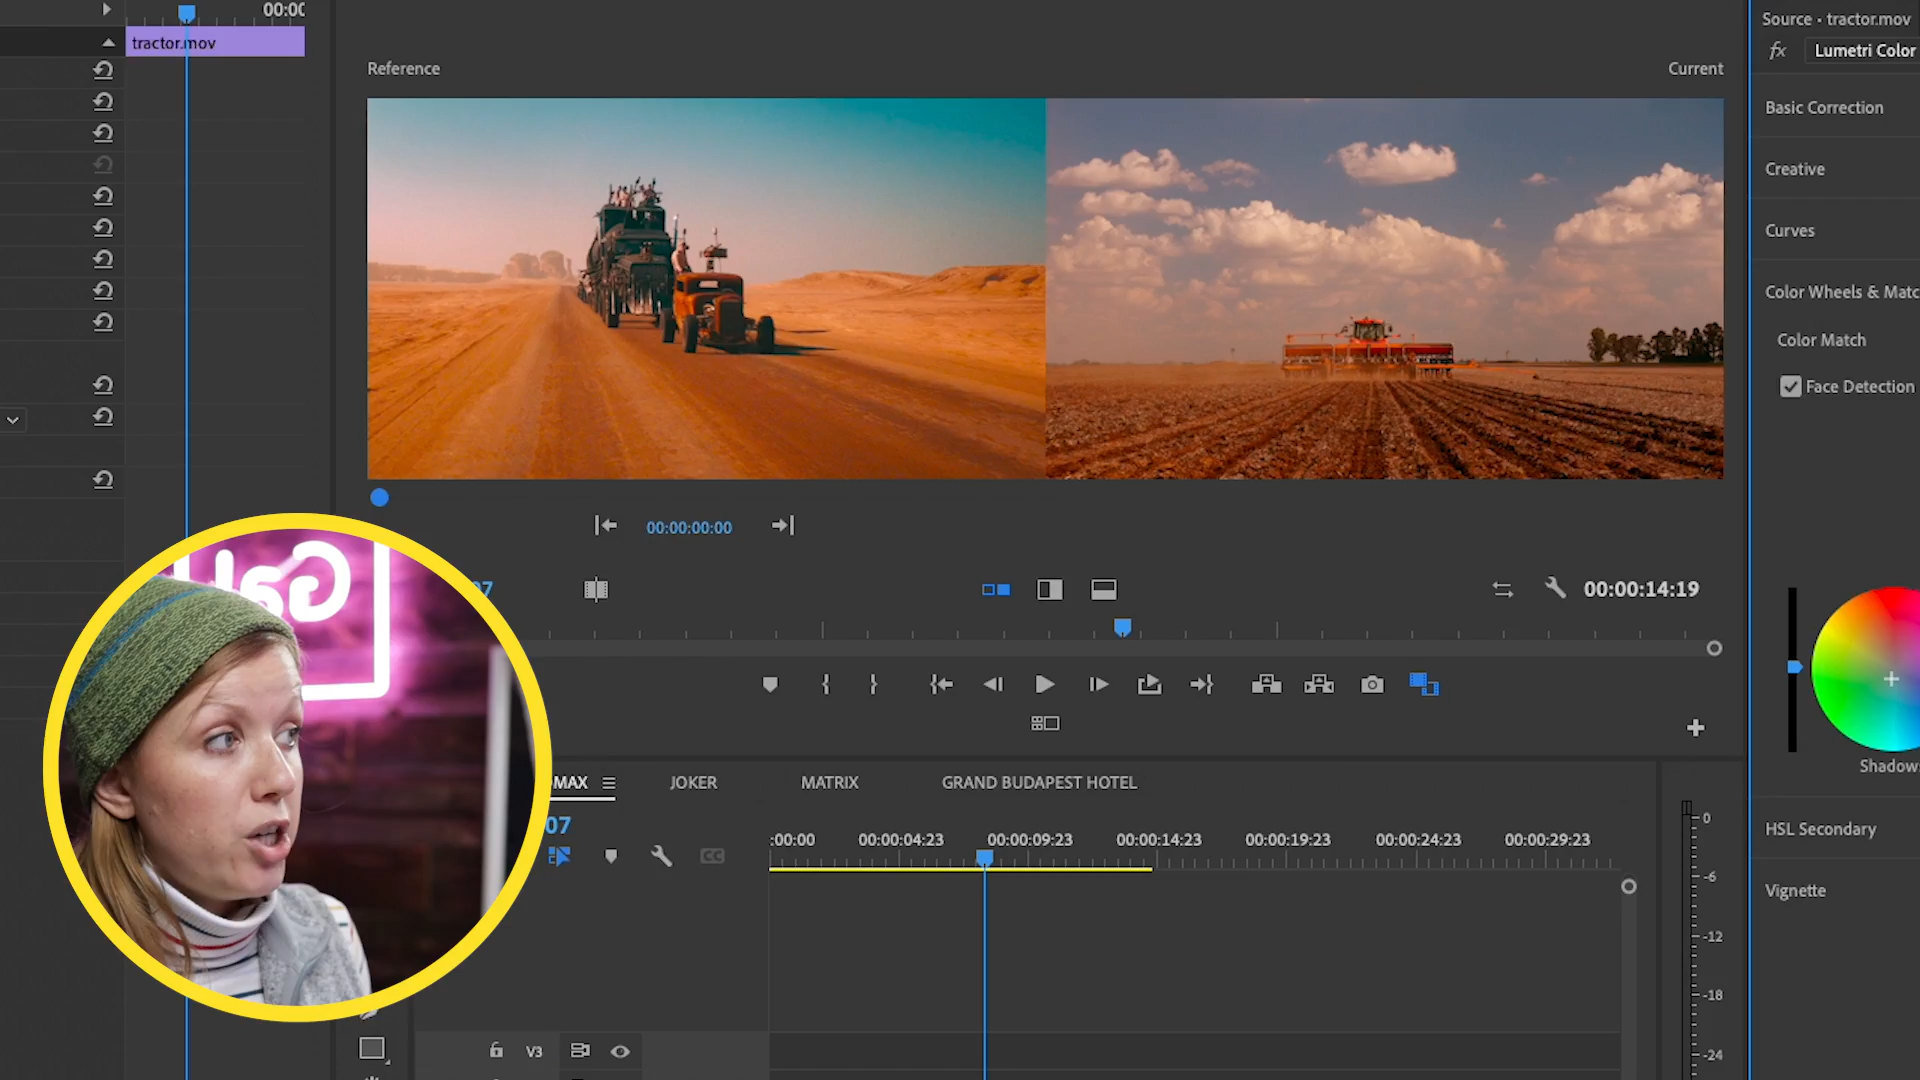 00:00
tractor.mov
Reference
Current
00:00:00:00
07
00:00:14:19
MAX
JOKER
MATRIX
GRAND BUDAPEST HOTEL
07
:00:00
00:00:04:23
00:00:09:23
00:00:14:23
00:00:19:23
00:00:24:23
00:00:29:23
CC
V3
0
-6
-12
-18
-24
Source • tractor.mov
fx
Lumetri Color
Basic Correction
Creative
Curves
Color Wheels & Matc
Color Match
Face Detection
Shadows
HSL Secondary
Vignette